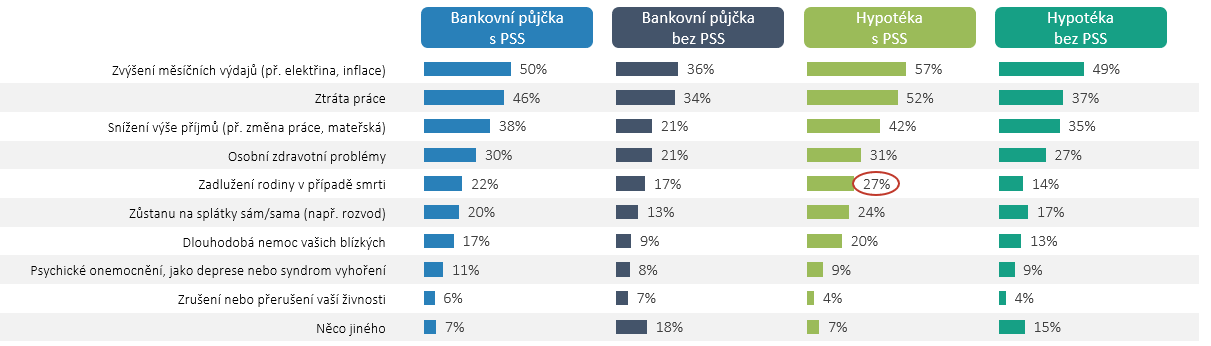 Bankovní půjčka
s PSS
Bankovní půjčka
bez PSS
Hypotéka
s PSS
Hypotéka
bez PSS
Zvýšení měsíčních výdajů (př. elektřina, inflace) 50% 36% 57% 49%
Ztráta práce 46% 34% 52% 37%
Snížení výše příjmů (př. změna práce, mateřská) 38% 21% 42% 35%
Osobní zdravotní problémy 30% 21% 31% 27%
Zadlužení rodiny v případě smrti 22% 17% 27% 14%
Zůstanu na splátky sám/sama (např. rozvod) 20% 13% 24% 17%
Dlouhodobá nemoc vašich blízkých 17% 9% 20% 13%
Psychické onemocnění, jako deprese nebo syndrom vyhoření 11% 8% 9% 9%
Zrušení nebo přerušení vaší živnosti 6% 7% 4% 4%
Něco jiného 7% 18% 7% 15%